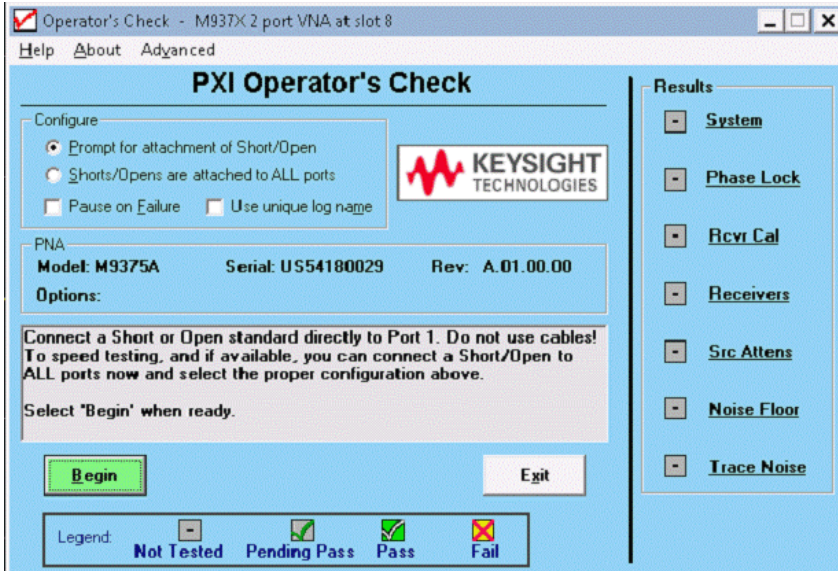 Operator's Check - M937X 2 port VNA at slot 8
Help About Advanced
PXI Operator's Check
Configure
Prompt for attachment of Short/Open
Shorts/Opens are attached to ALL ports
Pause on Failure Use unique log name
KEYSIGHT
TECHNOLOGIES
PNA
Model: M9375A Serial: US54180029 Rev: A.01.00.00
Options:
Connect a Short or Open standard directly to Port 1. Do not use cables!
To speed testing, and if available, you can connect a Short/Open to
ALL ports now and select the proper configuration above.
Select "Begin" when ready.
Begin Exit
Legend: Not Tested Pending Pass Pass Fail
Results
System
Phase Lock
Rcvr Cal
Receivers
Src Attens
Noise Floor
Trace Noise